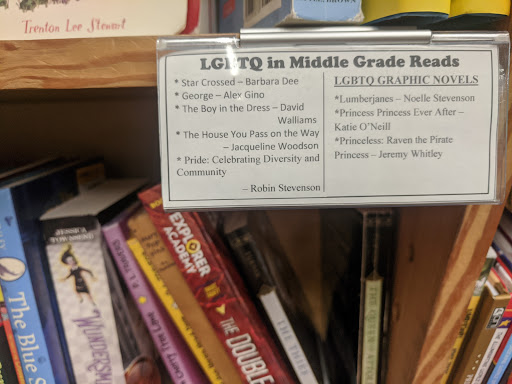 Trenton Lee Stewart
LGBTQ in Middle Grade Reads
* Star Crossed – Barbara Dee
* George – Alex Gino
* The Boy in the Dress – David
Walliams
* The House You Pass on the Way
– Jacqueline Woodson
* Pride: Celebrating Diversity and
Community
– Robin Stevenson
LGBTQ GRAPHIC NOVELS
*Lumberjanes – Noelle Stevenson
*Princess Princess Ever After –
Katie O'Neill
*Princeless: Raven the Pirate
Princess – Jeremy Whitley
The Blue S
EXPLORER
ACADEMY
THE DOUBLE
THE THIE